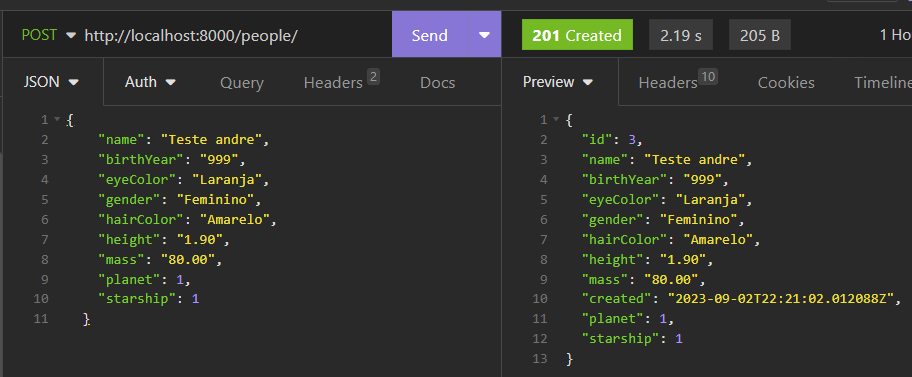 POST http://localhost:8000/people/ Send 201 Created 2.19 s 205 B 1 Ho
JSON Auth Query Headers 2 Docs Preview Headers 10 Cookies Timeline
1 {
2 "name": "Teste andre",
3 "birthYear": "999",
4 "eyeColor": "Laranja",
5 "gender": "Feminino",
6 "hairColor": "Amarelo",
7 "height": "1.90",
8 "mass": "80.00",
9 "planet": 1,
10 "starship": 1
11 }
1 {
2 "id": 3,
3 "name": "Teste andre",
4 "birthYear": "999",
5 "eyeColor": "Laranja",
6 "gender": "Feminino",
7 "hairColor": "Amarelo",
8 "height": "1.90",
9 "mass": "80.00",
10 "created": "2023-09-02T22:21:02.012088Z",
11 "planet": 1,
12 "starship": 1
13 }